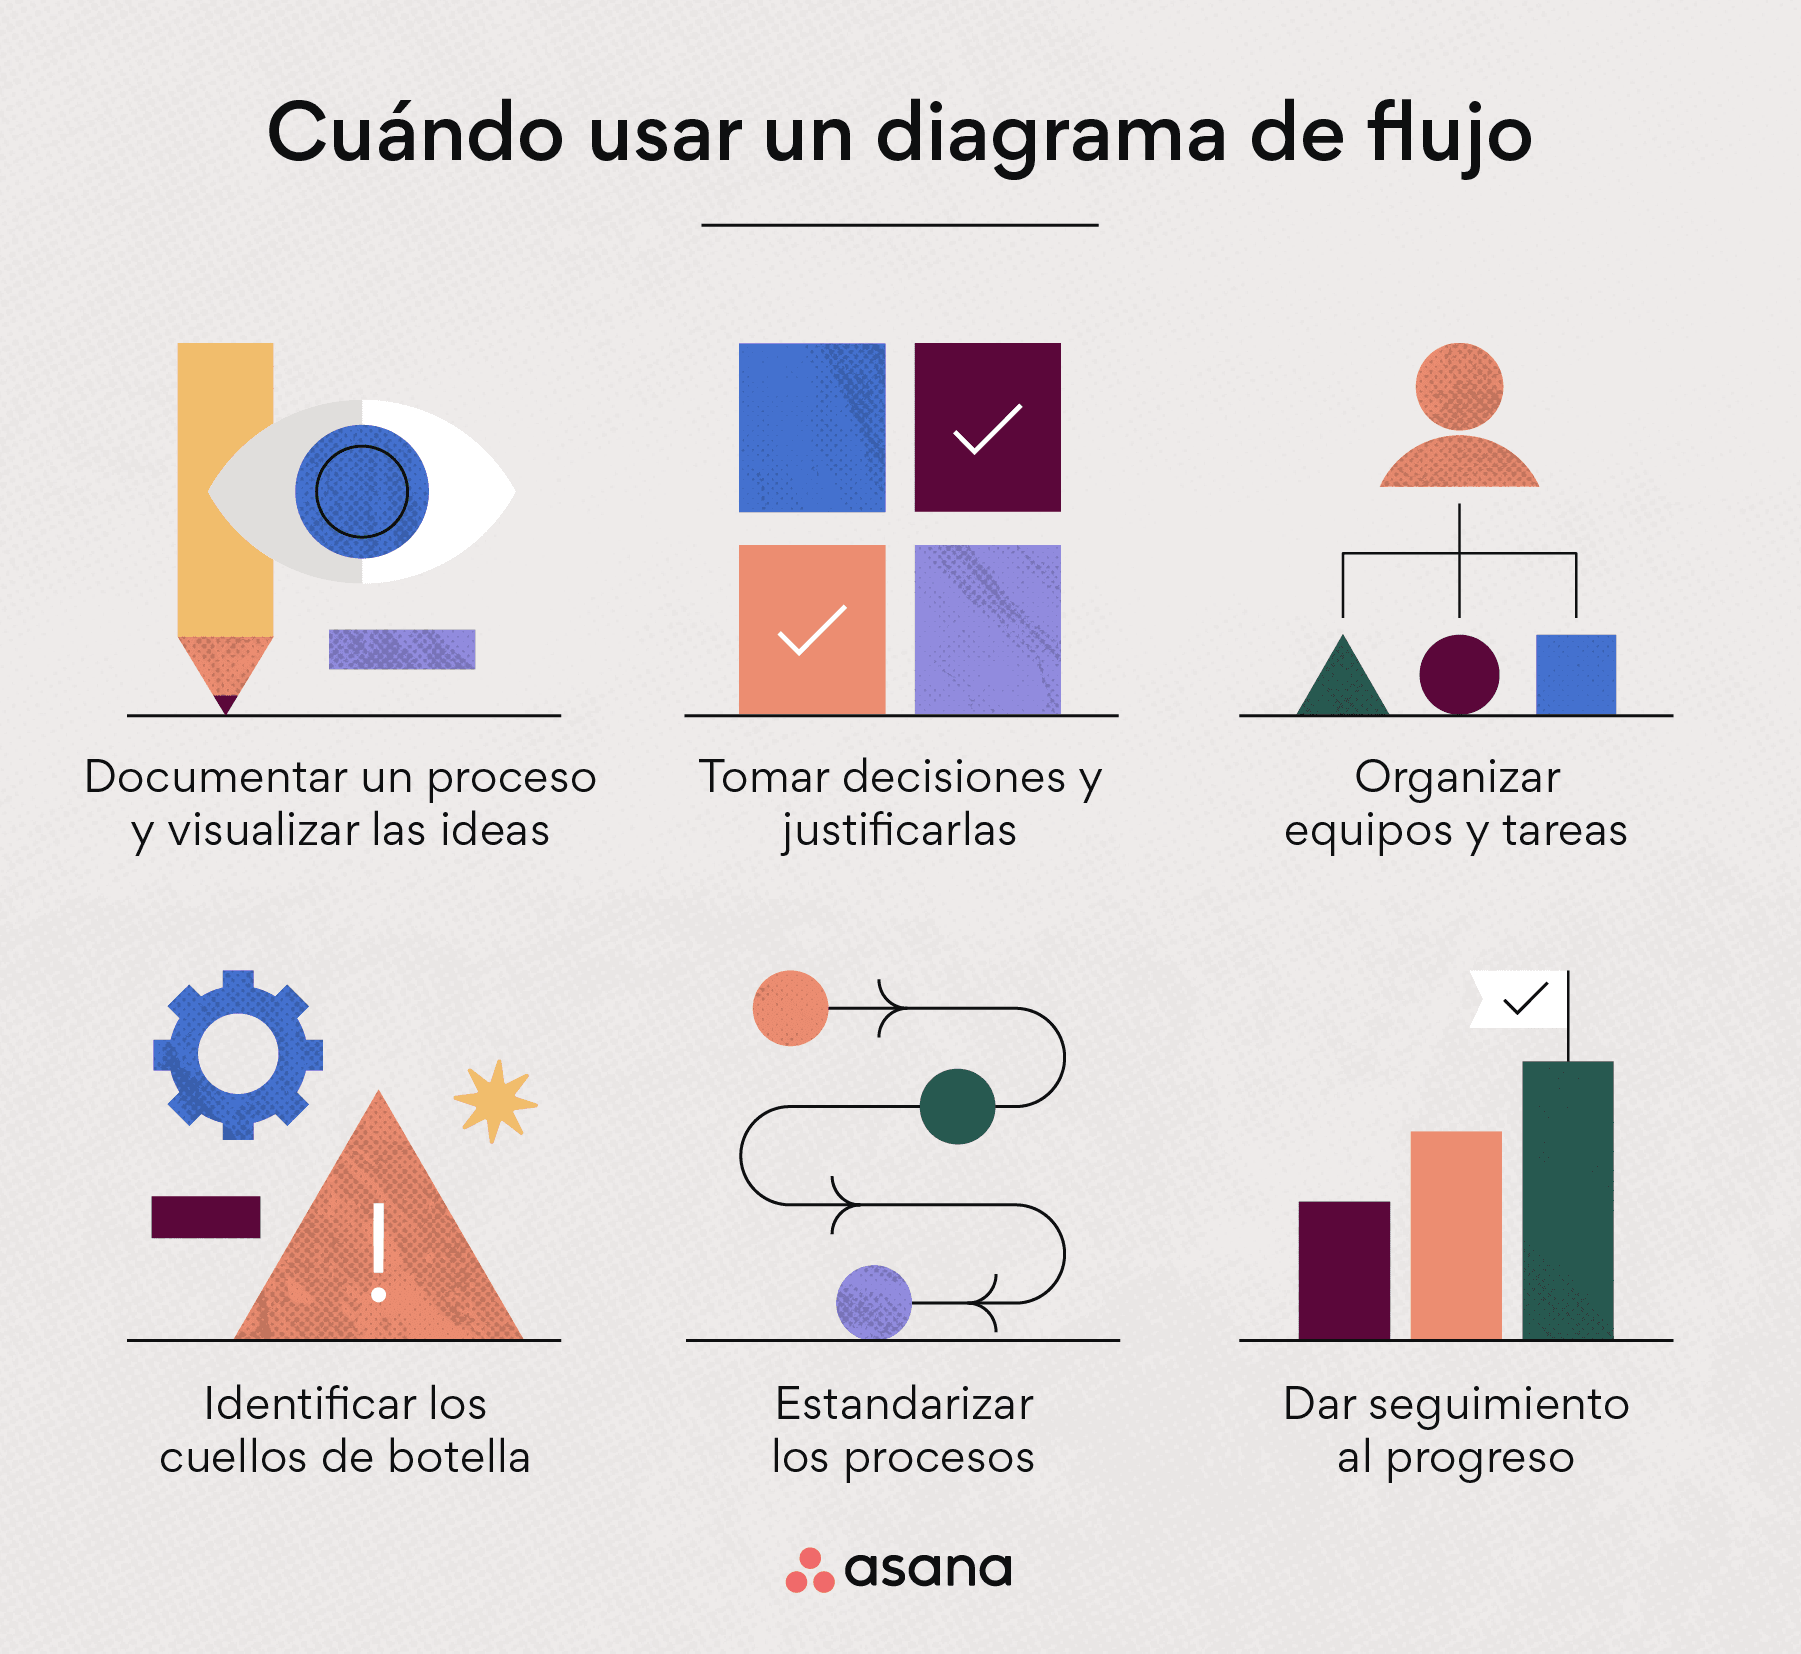 Cuándo usar un diagrama de flujo
Documentar un proceso
y visualizar las ideas
Tomar decisiones y
justificarlas
Organizar
equipos y tareas
Identificar los
cuellos de botella
Estandarizar
los procesos
Dar seguimiento
al progreso
asana